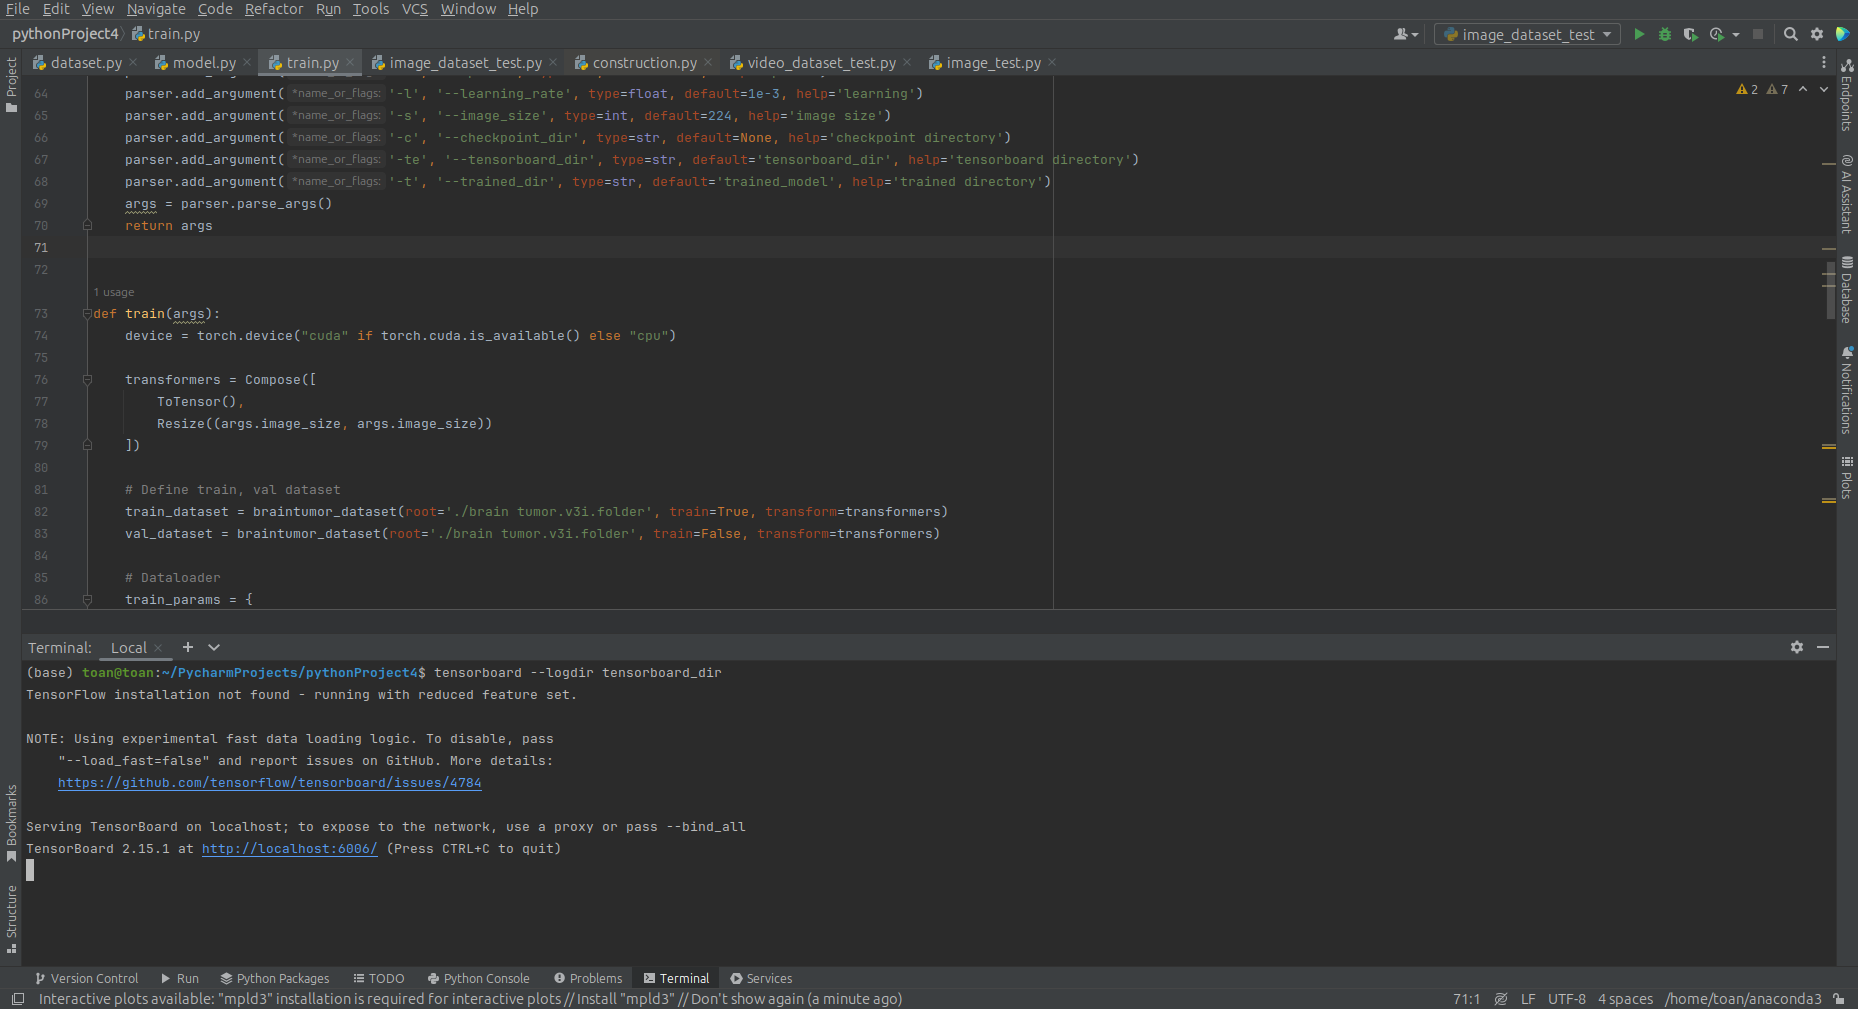 File Edit View Navigate Code Refactor Run Tools VCS Window Help
pythonProject4 train.py image_dataset_test
dataset.py model.py train.py image_dataset_test.py construction.py video_dataset_test.py image_test.py
Project
2 7
64 parser.add_argument( *name_or_flags: '-l', '--learning_rate', type=float, default=1e-3, help='learning')
65 parser.add_argument( *name_or_flags: '-s', '--image_size', type=int, default=224, help='image size')
66 parser.add_argument( *name_or_flags: '-c', '--checkpoint_dir', type=str, default=None, help='checkpoint directory')
67 parser.add_argument( *name_or_flags: '-te', '--tensorboard_dir', type=str, default='tensorboard_dir', help='tensorboard directory')
68 parser.add_argument( *name_or_flags: '-t', '--trained_dir', type=str, default='trained_model', help='trained directory')
69 args = parser.parse_args()
70 return args
71
72
1 usage
73 def train(args):
74 device = torch.device("cuda" if torch.cuda.is_available() else "cpu")
75
76 transformers = Compose([
77 ToTensor(),
78 Resize((args.image_size, args.image_size))
79 ])
80
81 # Define train, val dataset
82 train_dataset = braintumor_dataset(root='./brain tumor.v3i.folder', train=True, transform=transformers)
83 val_dataset = braintumor_dataset(root='./brain tumor.v3i.folder', train=False, transform=transformers)
84
85 # Dataloader
86 train_params = {
Endpoints
AI Assistant
Database
Notifications
Plots
Terminal: Local
(base) toan@toan:~/PycharmProjects/pythonProject4$ tensorboard --logdir tensorboard_dir
TensorFlow installation not found - running with reduced feature set.
NOTE: Using experimental fast data loading logic. To disable, pass
"--load_fast=false" and report issues on GitHub. More details:
https://github.com/tensorflow/tensorboard/issues/4784
Serving TensorBoard on localhost; to expose to the network, use a proxy or pass --bind_all
TensorBoard 2.15.1 at http://localhost:6006/ (Press CTRL+C to quit)
Bookmarks
Structure
Version Control Run Python Packages TODO Python Console Problems Terminal Services
Interactive plots available: "mpld3" installation is required for interactive plots // Install "mpld3" // Don't show again (a minute ago) 71:1 LF UTF-8 4 spaces /home/toan/anaconda3